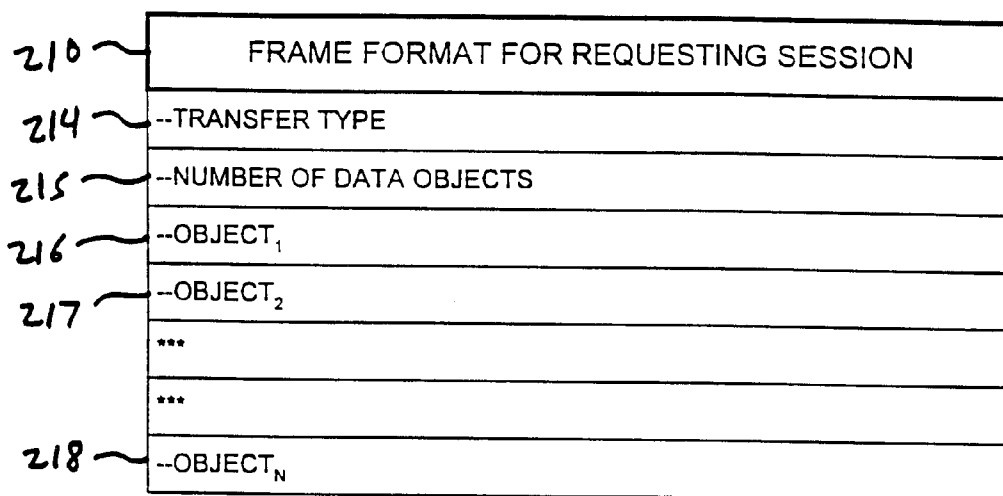 210 FRAME FORMAT FOR REQUESTING SESSION
214 --TRANSFER TYPE
215 --NUMBER OF DATA OBJECTS
216 --OBJECT₁
217 --OBJECT₂
***
***
218 --OBJECT_N